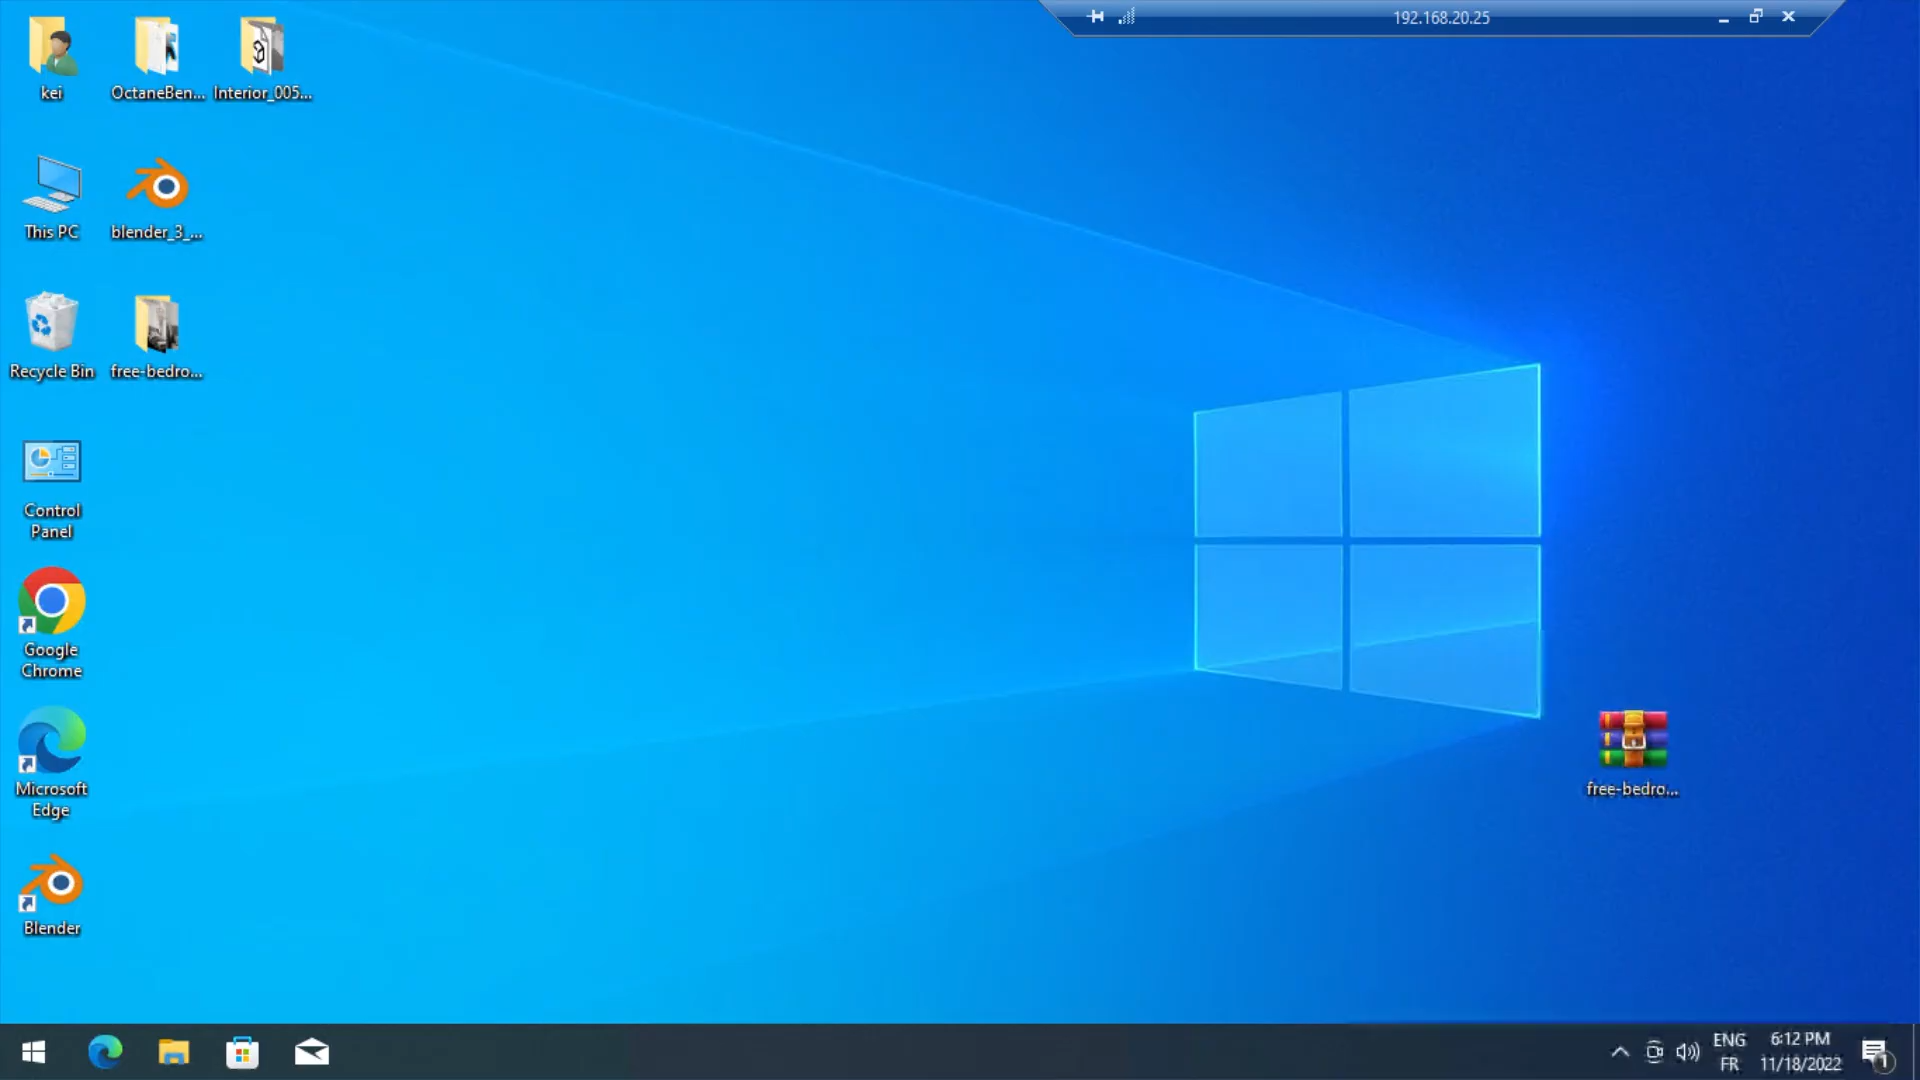 192.168.20.25
kei
OctaneBen...
Interior_005...
This PC
blender_3_...
Recycle Bin
free-bedro...
Control
Panel
Google
Chrome
Microsoft
Edge
Blender
free-bedro...
ENG
FR
6:12 PM
11/18/2022
1